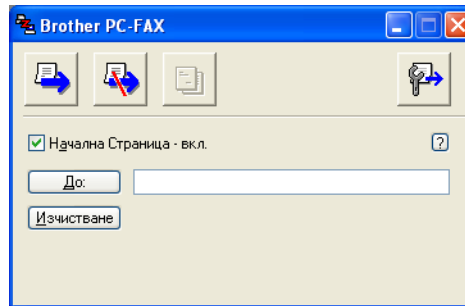 Brother PC-FAX
Начална Страница - вкл.
?
До:
Изчистване